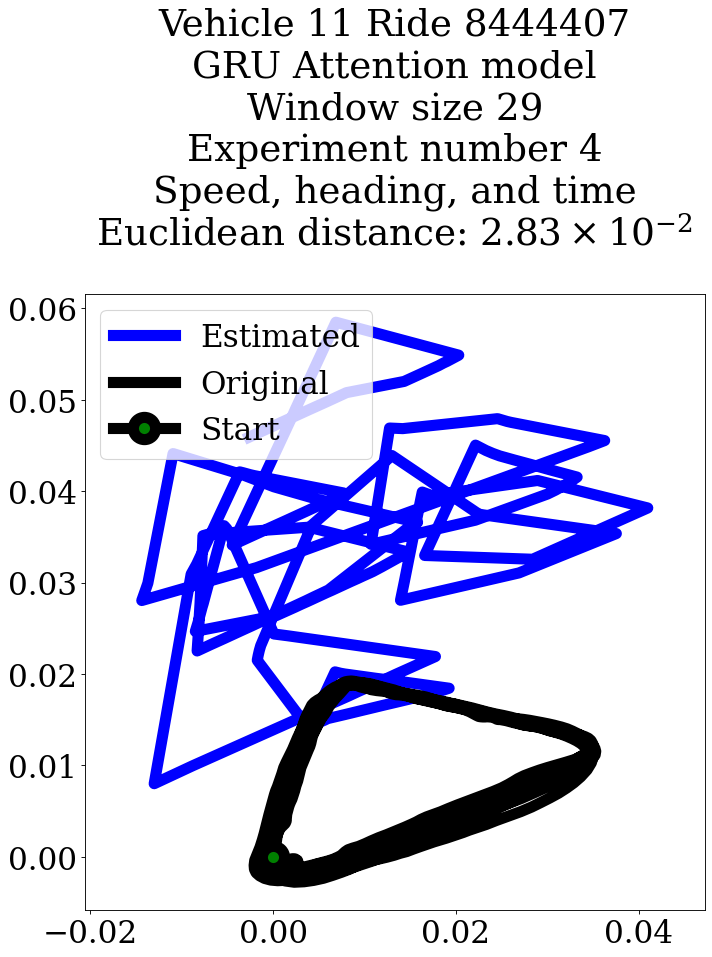 Vehicle 11 Ride 8444407
GRU Attention model
Window size 29
Experiment number 4
Speed, heading, and time
Euclidean distance: 2.83 × 10⁻²
0.06
0.05
0.04
0.03
0.02
0.01
0.00
Estimated
Original
Start
−0.02 0.00 0.02 0.04